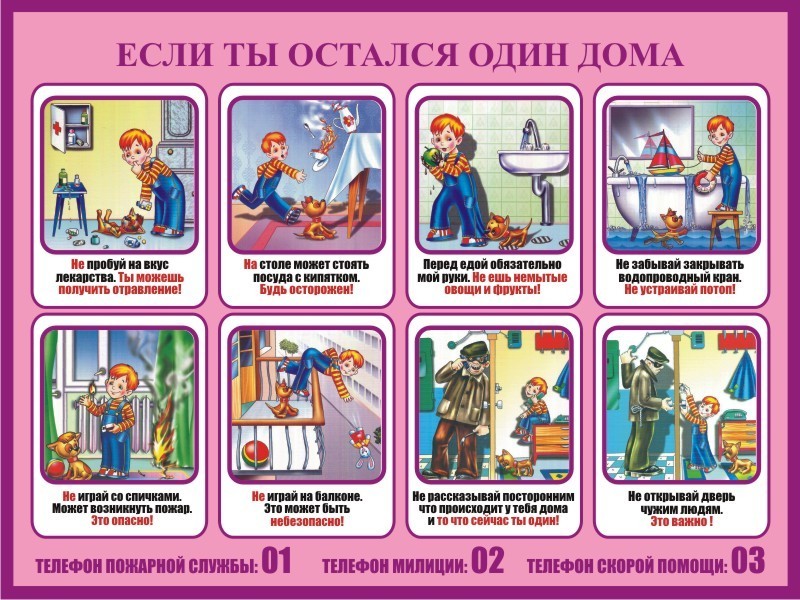 ЕСЛИ ТЫ ОСТАЛСЯ ОДИН ДОМА
Не пробуй на вкус
лекарства. Ты можешь
получить отравление!
На столе может стоять
посуда с кипятком.
Будь осторожен!
Перед едой обязательно
мой руки. Не ешь немытые
овощи и фрукты!
Не забывай закрывать
водопроводный кран.
Не устраивай потоп!
Не играй со спичками.
Может возникнуть пожар.
Это опасно!
Не играй на балконе.
Это может быть
небезопасно!
Не рассказывай посторонним
что происходит у тебя дома
и то что сейчас ты один!
Не открывай дверь
чужим людям.
Это важно !
ТЕЛЕФОН ПОЖАРНОЙ СЛУЖБЫ: 01 ТЕЛЕФОН МИЛИЦИИ: 02 ТЕЛЕФОН СКОРОЙ ПОМОЩИ: 03